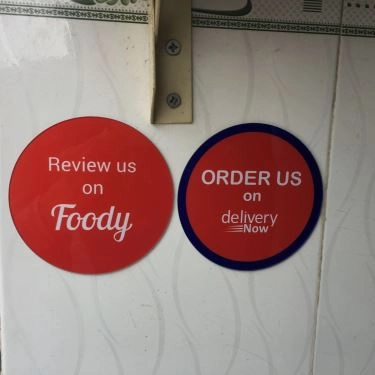 Review us
on
Foody
ORDER US
on
delivery
Now